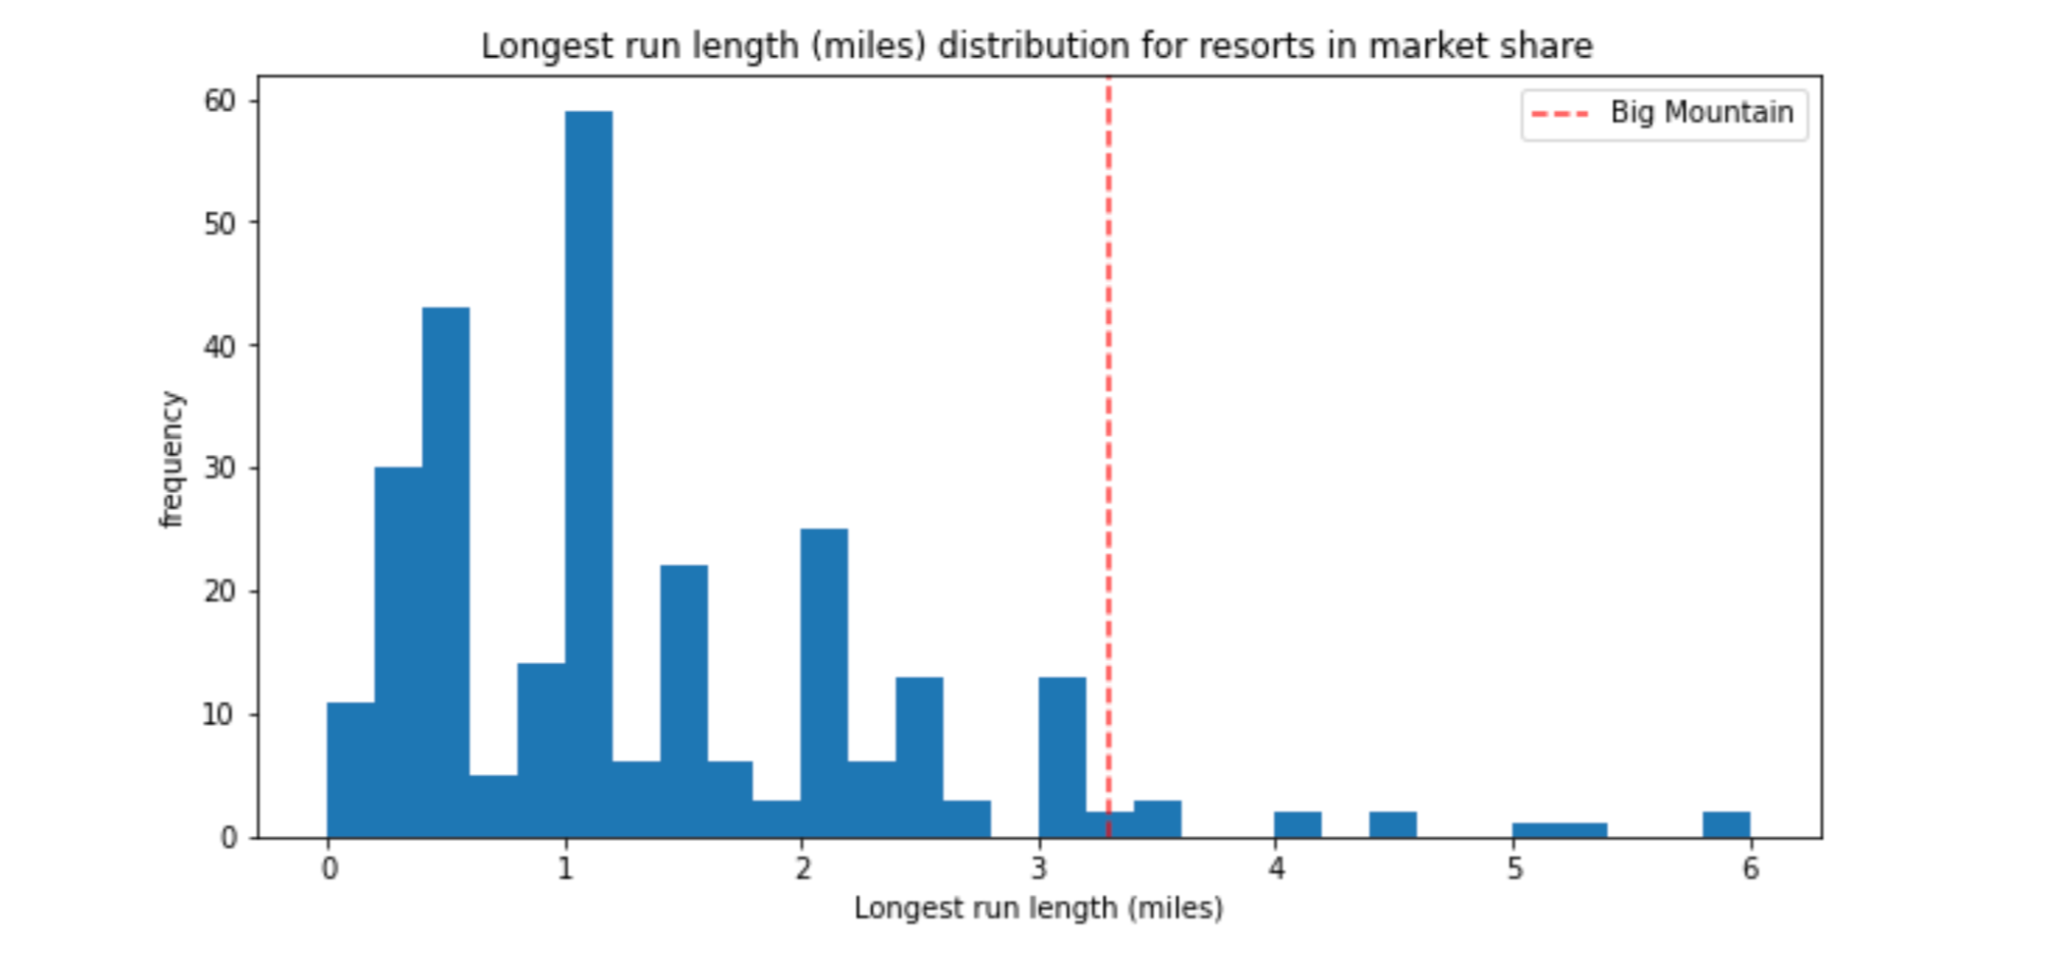 Longest run length (miles) distribution for resorts in market share
Big Mountain
frequency
60
50
40
30
20
10
0
0 1 2 3 4 5 6
Longest run length (miles)